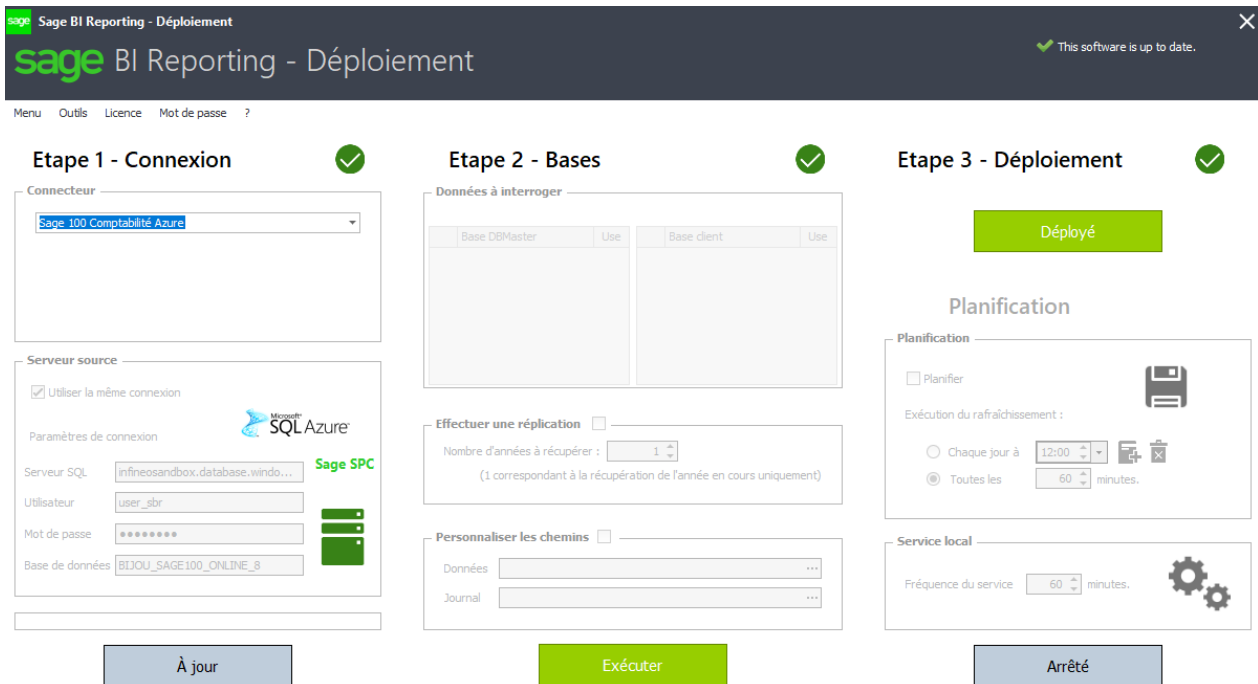 sage Sage BI Reporting - Déploiement
sage BI Reporting - Déploiement
This software is up to date.
Menu Outils Licence Mot de passe ?
Etape 1 - Connexion
Connecteur
Sage 100 Comptabilité Azure
Serveur source
Utiliser la même connexion
Microsoft®
SQL Azure™
Paramètres de connexion
Sage SPC
Serveur SQL infineosandbox.database.windo...
Utilisateur user_sbr
Mot de passe ●●●●●●●●
Base de données BIJOU_SAGE100_ONLINE_8
À jour
Etape 2 - Bases
Données à interroger
Base DBMaster Use Base client Use
Effectuer une réplication
Nombre d'années à récupérer : 1
(1 correspondant à la récupération de l'année en cours uniquement)
Personnaliser les chemins
Données ...
Journal ...
Exécuter
Etape 3 - Déploiement
Déployé
Planification
Planification
Planifier
Exécution du rafraîchissement :
Chaque jour à 12:00
Toutes les 60 minutes.
Service local
Fréquence du service 60 minutes.
Arrêté